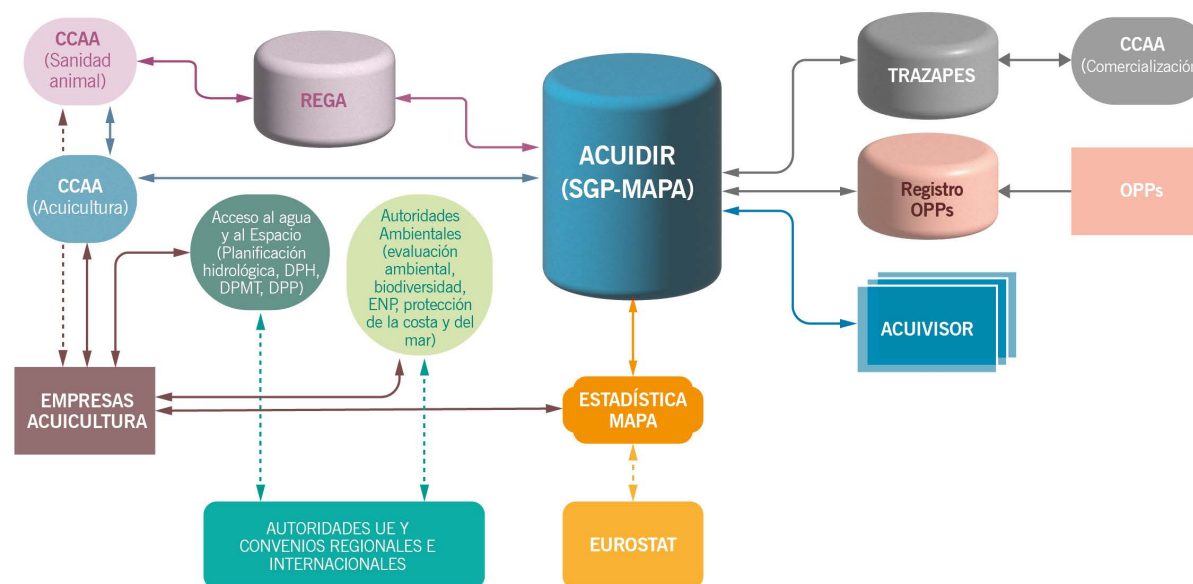 CCAA
(Sanidad
animal)
REGA
ACUIDIR
(SGP-MAPA)
TRAZAPES
CCAA
(Comercialización)
CCAA
(Acuicultura)
Acceso al agua
y al Espacio
(Planificación
hidrológica, DPH,
DPMT, DPP)
Autoridades
Ambientales
(evaluación
ambiental,
biodiversidad,
ENP, protección
de la costa y del
mar)
Registro
OPPs
OPPs
ACUIVISOR
EMPRESAS
ACUICULTURA
ESTADÍSTICA
MAPA
AUTORIDADES UE Y
CONVENIOS REGIONALES E
INTERNACIONALES
EUROSTAT